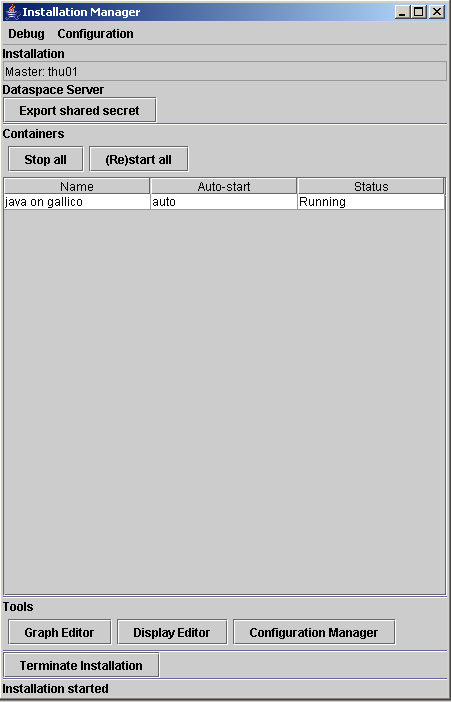 Installation Manager
Debug Configuration
Installation
Master: thu01
Dataspace Server
Export shared secret
Containers
Stop all (Re)start all
Name Auto-start Status
java on gallico auto Running
Tools
Graph Editor Display Editor Configuration Manager
Terminate Installation
Installation started